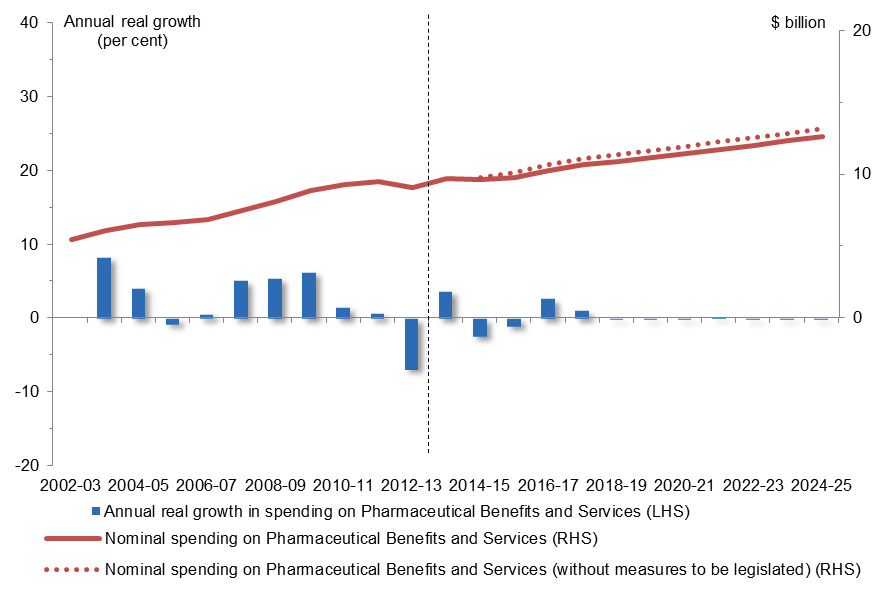 Annual real growth
(per cent)
$ billion
40
30
20
10
0
-10
-20
20
10
0
2002-03 2004-05 2006-07 2008-09 2010-11 2012-13 2014-15 2016-17 2018-19 2020-21 2022-23 2024-25
Annual real growth in spending on Pharmaceutical Benefits and Services (LHS)
Nominal spending on Pharmaceutical Benefits and Services (RHS)
Nominal spending on Pharmaceutical Benefits and Services (without measures to be legislated) (RHS)